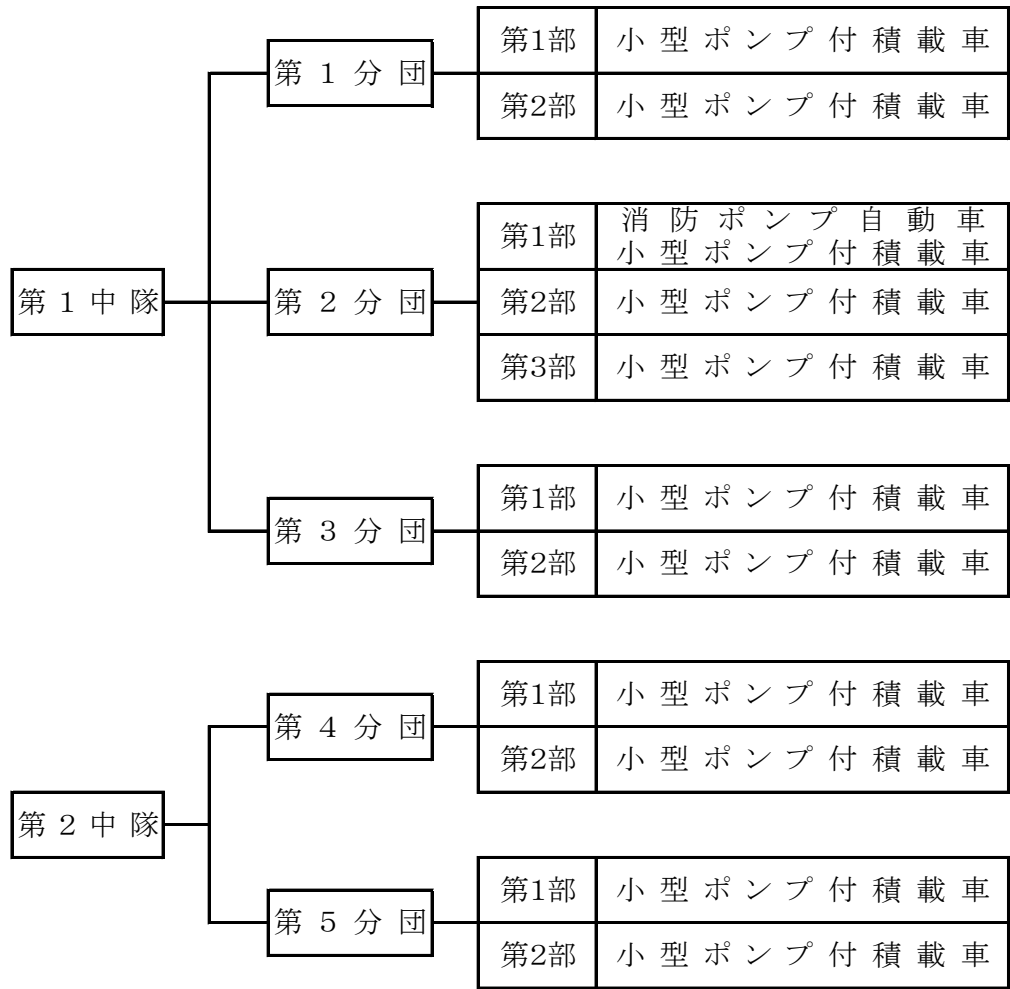 第1中隊
第1分団
第1部 小型ポンプ付積載車
第2部 小型ポンプ付積載車
第2分団
第1部 消防ポンプ自動車
小型ポンプ付積載車
第2部 小型ポンプ付積載車
第3部 小型ポンプ付積載車
第3分団
第1部 小型ポンプ付積載車
第2部 小型ポンプ付積載車
第2中隊
第4分団
第1部 小型ポンプ付積載車
第2部 小型ポンプ付積載車
第5分団
第1部 小型ポンプ付積載車
第2部 小型ポンプ付積載車